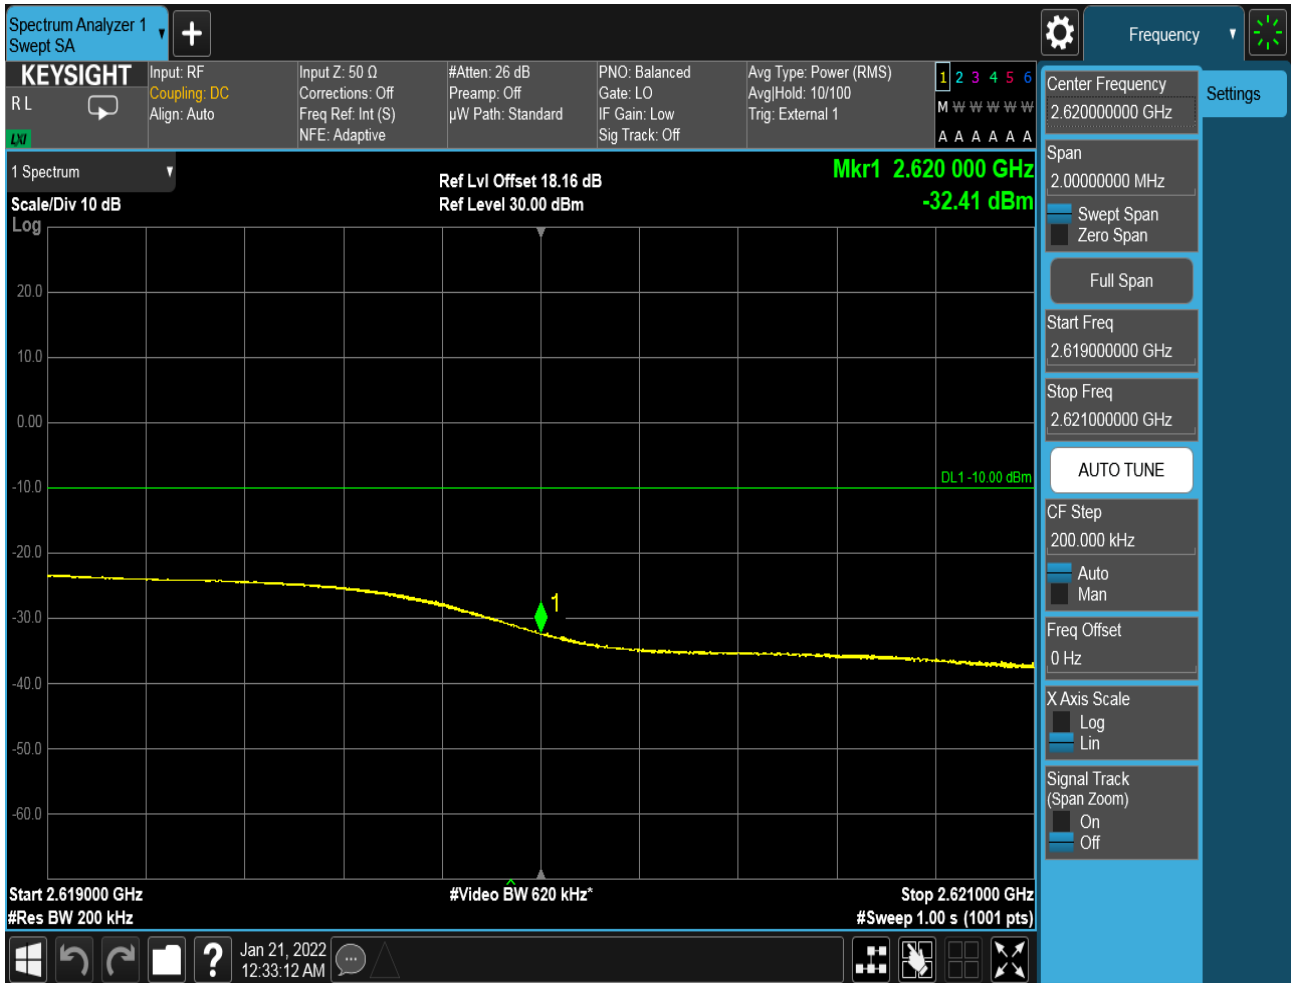 Spectrum Analyzer 1
Swept SA
Frequency
KEYSIGHT
R L
LXI
Input: RF
Coupling: DC
Align: Auto
Input Z: 50 Ω
Corrections: Off
Freq Ref: Int (S)
NFE: Adaptive
#Atten: 26 dB
Preamp: Off
µW Path: Standard
PNO: Balanced
Gate: LO
IF Gain: Low
Sig Track: Off
Avg Type: Power (RMS)
Avg|Hold: 10/100
Trig: External 1
1 2 3 4 5 6
M W W W W W
A A A A A A
1 Spectrum
Scale/Div 10 dB
Log
Ref Lvl Offset 18.16 dB
Ref Level 30.00 dBm
Mkr1 2.620 000 GHz
-32.41 dBm
20.0
10.0
0.00
-10.0
-20.0
-30.0
-40.0
-50.0
-60.0
DL1 -10.00 dBm
1
Start 2.619000 GHz
#Res BW 200 kHz
#Video BW 620 kHz*
Stop 2.621000 GHz
#Sweep 1.00 s (1001 pts)
Center Frequency
2.620000000 GHz
Settings
Span
2.00000000 MHz
Swept Span
Zero Span
Full Span
Start Freq
2.619000000 GHz
Stop Freq
2.621000000 GHz
AUTO TUNE
CF Step
200.000 kHz
Auto
Man
Freq Offset
0 Hz
X Axis Scale
Log
Lin
Signal Track
(Span Zoom)
On
Off
?
Jan 21, 2022
12:33:12 AM